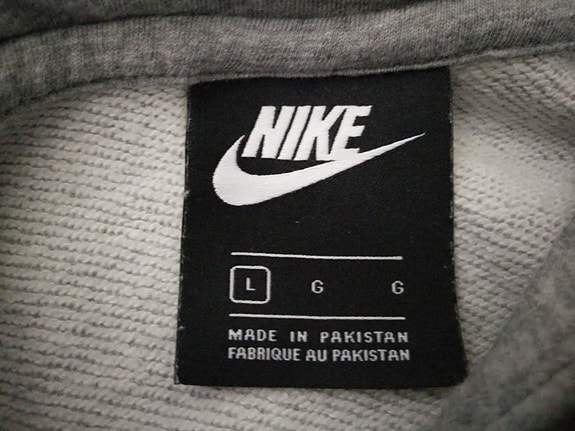 NIKE
L G G
MADE IN PAKISTAN
FABRIQUE AU PAKISTAN